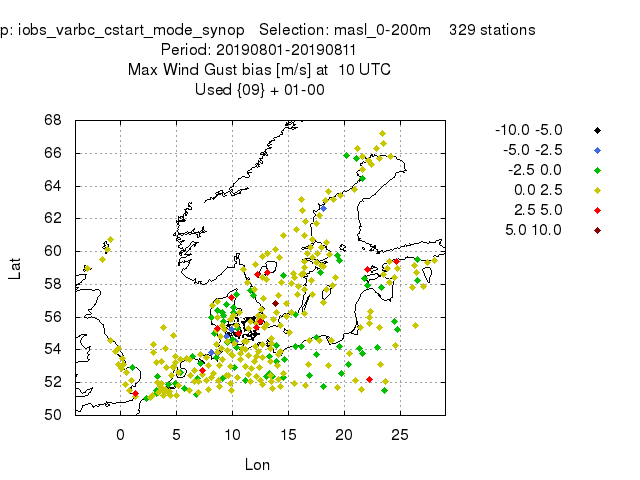 p: iobs_varbc_cstart_mode_synop Selection: masl_0-200m 329 stations
Period: 20190801-20190811
Max Wind Gust bias [m/s] at 10 UTC
Used {09} + 01-00
68
66
64
62
60
58
56
54
52
50
Lat
0 5 10 15 20 25
Lon
-10.0 -5.0
-5.0 -2.5
-2.5 0.0
0.0 2.5
2.5 5.0
5.0 10.0